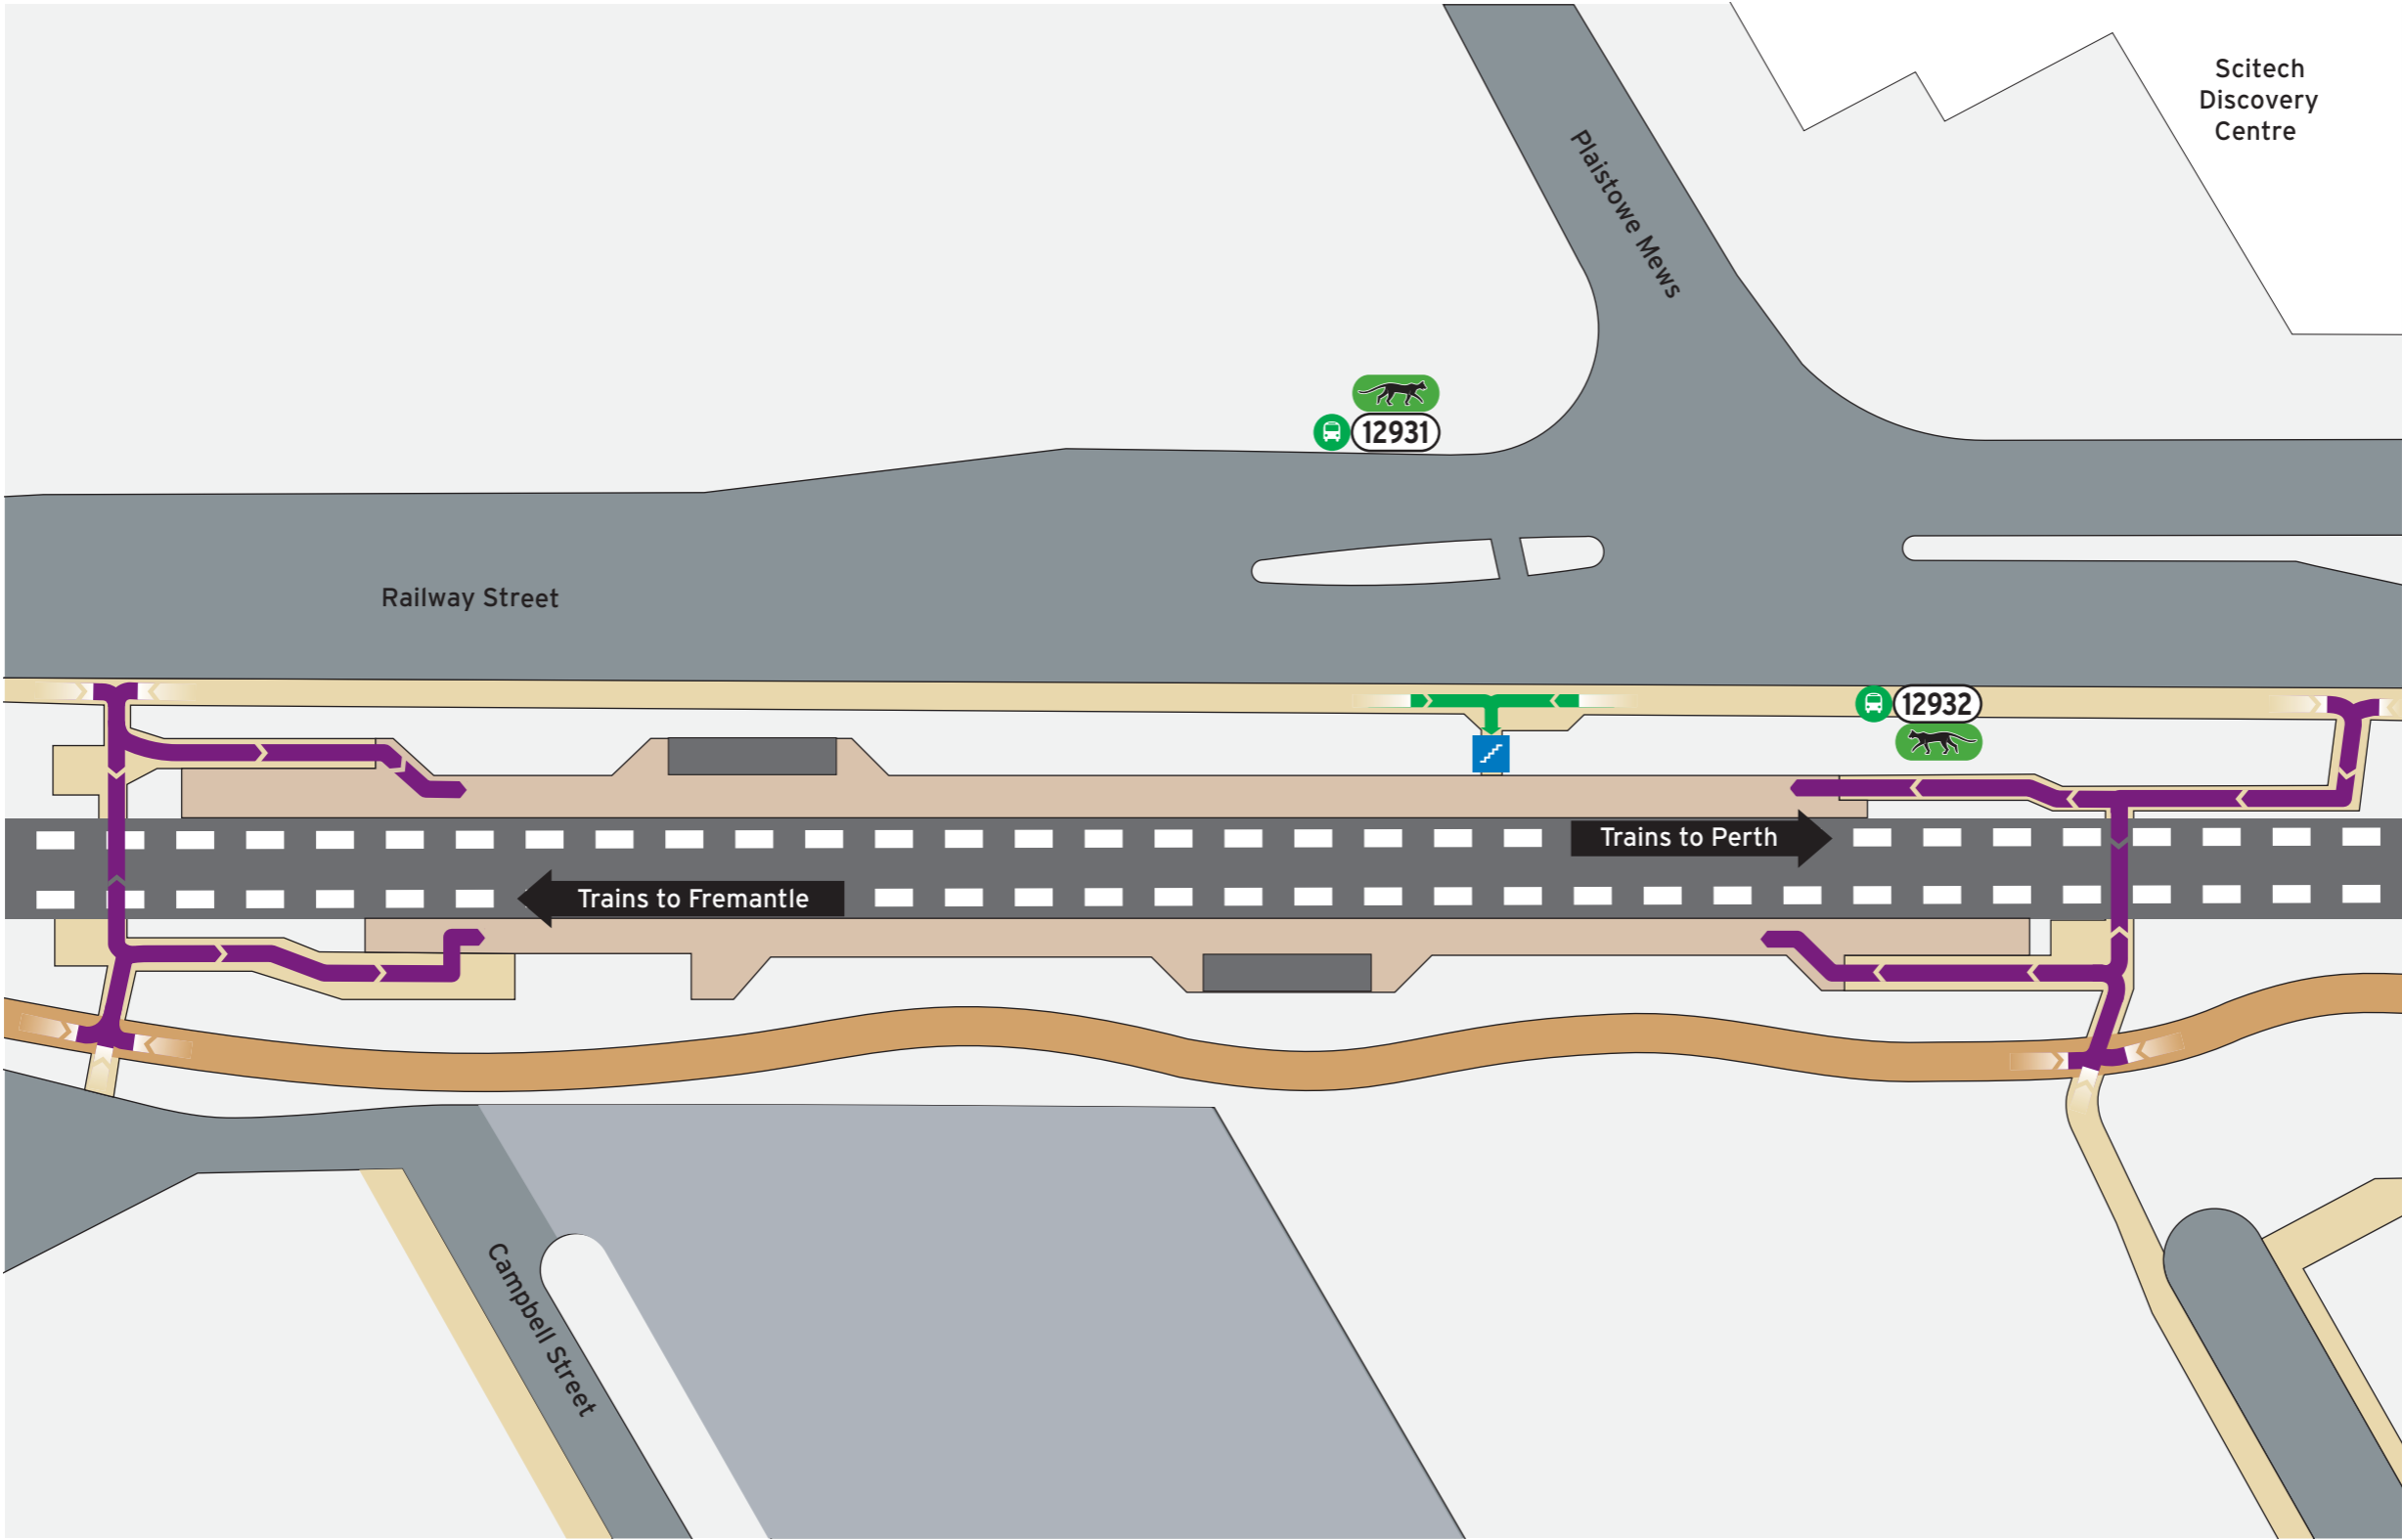 Scitech
Discovery
Centre
Plaistowe Mews
12931
Railway Street
12932
Trains to Perth
Trains to Fremantle
Campbell Street